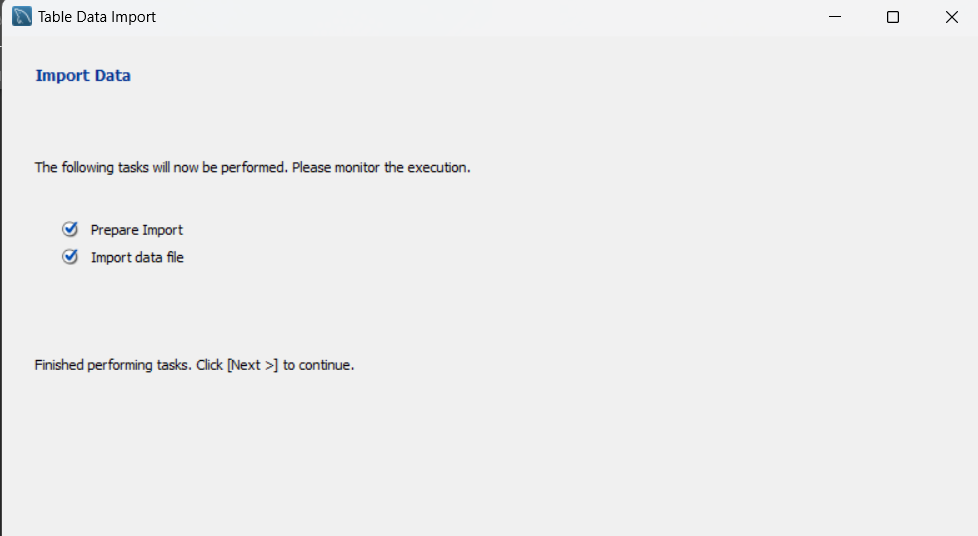 Table Data Import
Import Data
The following tasks will now be performed. Please monitor the execution.
Prepare Import
Import data file
Finished performing tasks. Click [Next >] to continue.